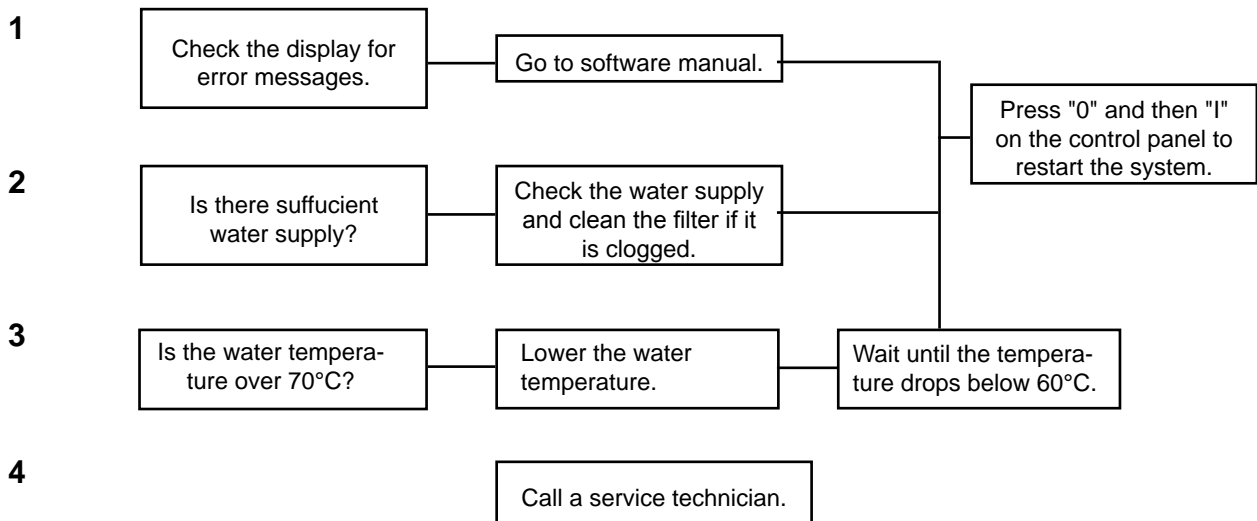 1
Check the display for
error messages.
Go to software manual.
Press "0" and then "I"
on the control panel to
restart the system.
2
Is there suffucient
water supply?
Check the water supply
and clean the filter if it
is clogged.
3
Is the water tempera-
ture over 70°C?
Lower the water
temperature.
Wait until the tempera-
ture drops below 60°C.
4
Call a service technician.